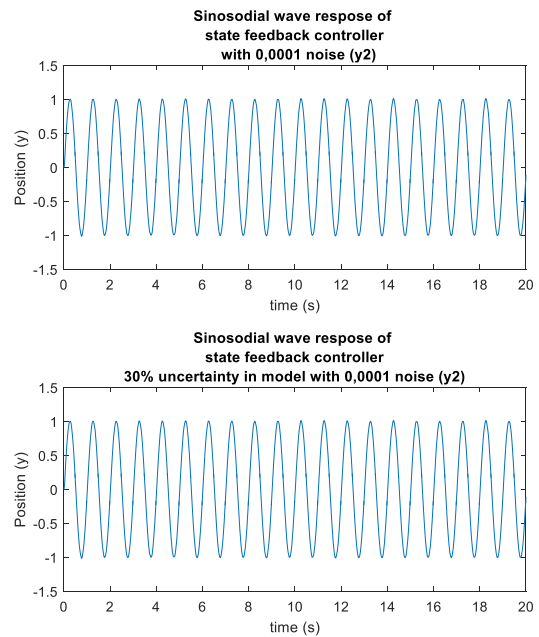 Sinosodial wave respose of
state feedback controller
with 0,0001 noise (y2)
1.5
1
0.5
0
-0.5
-1
-1.5
Position (y)
0 2 4 6 8 10 12 14 16 18 20
time (s)
Sinosodial wave respose of
state feedback controller
30% uncertainty in model with 0,0001 noise (y2)
1.5
1
0.5
0
-0.5
-1
-1.5
Position (y)
0 2 4 6 8 10 12 14 16 18 20
time (s)